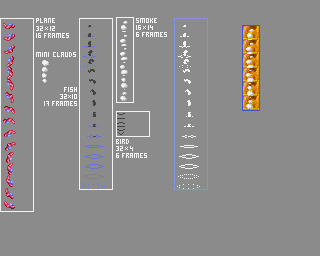 PLANE
32×12
16 FRAMES
MINI CLAUDS
FISH
32×10
17 FRAMES
SMOKE
16×14
6 FRAMES
BIRD
32×4
6 FRAMES